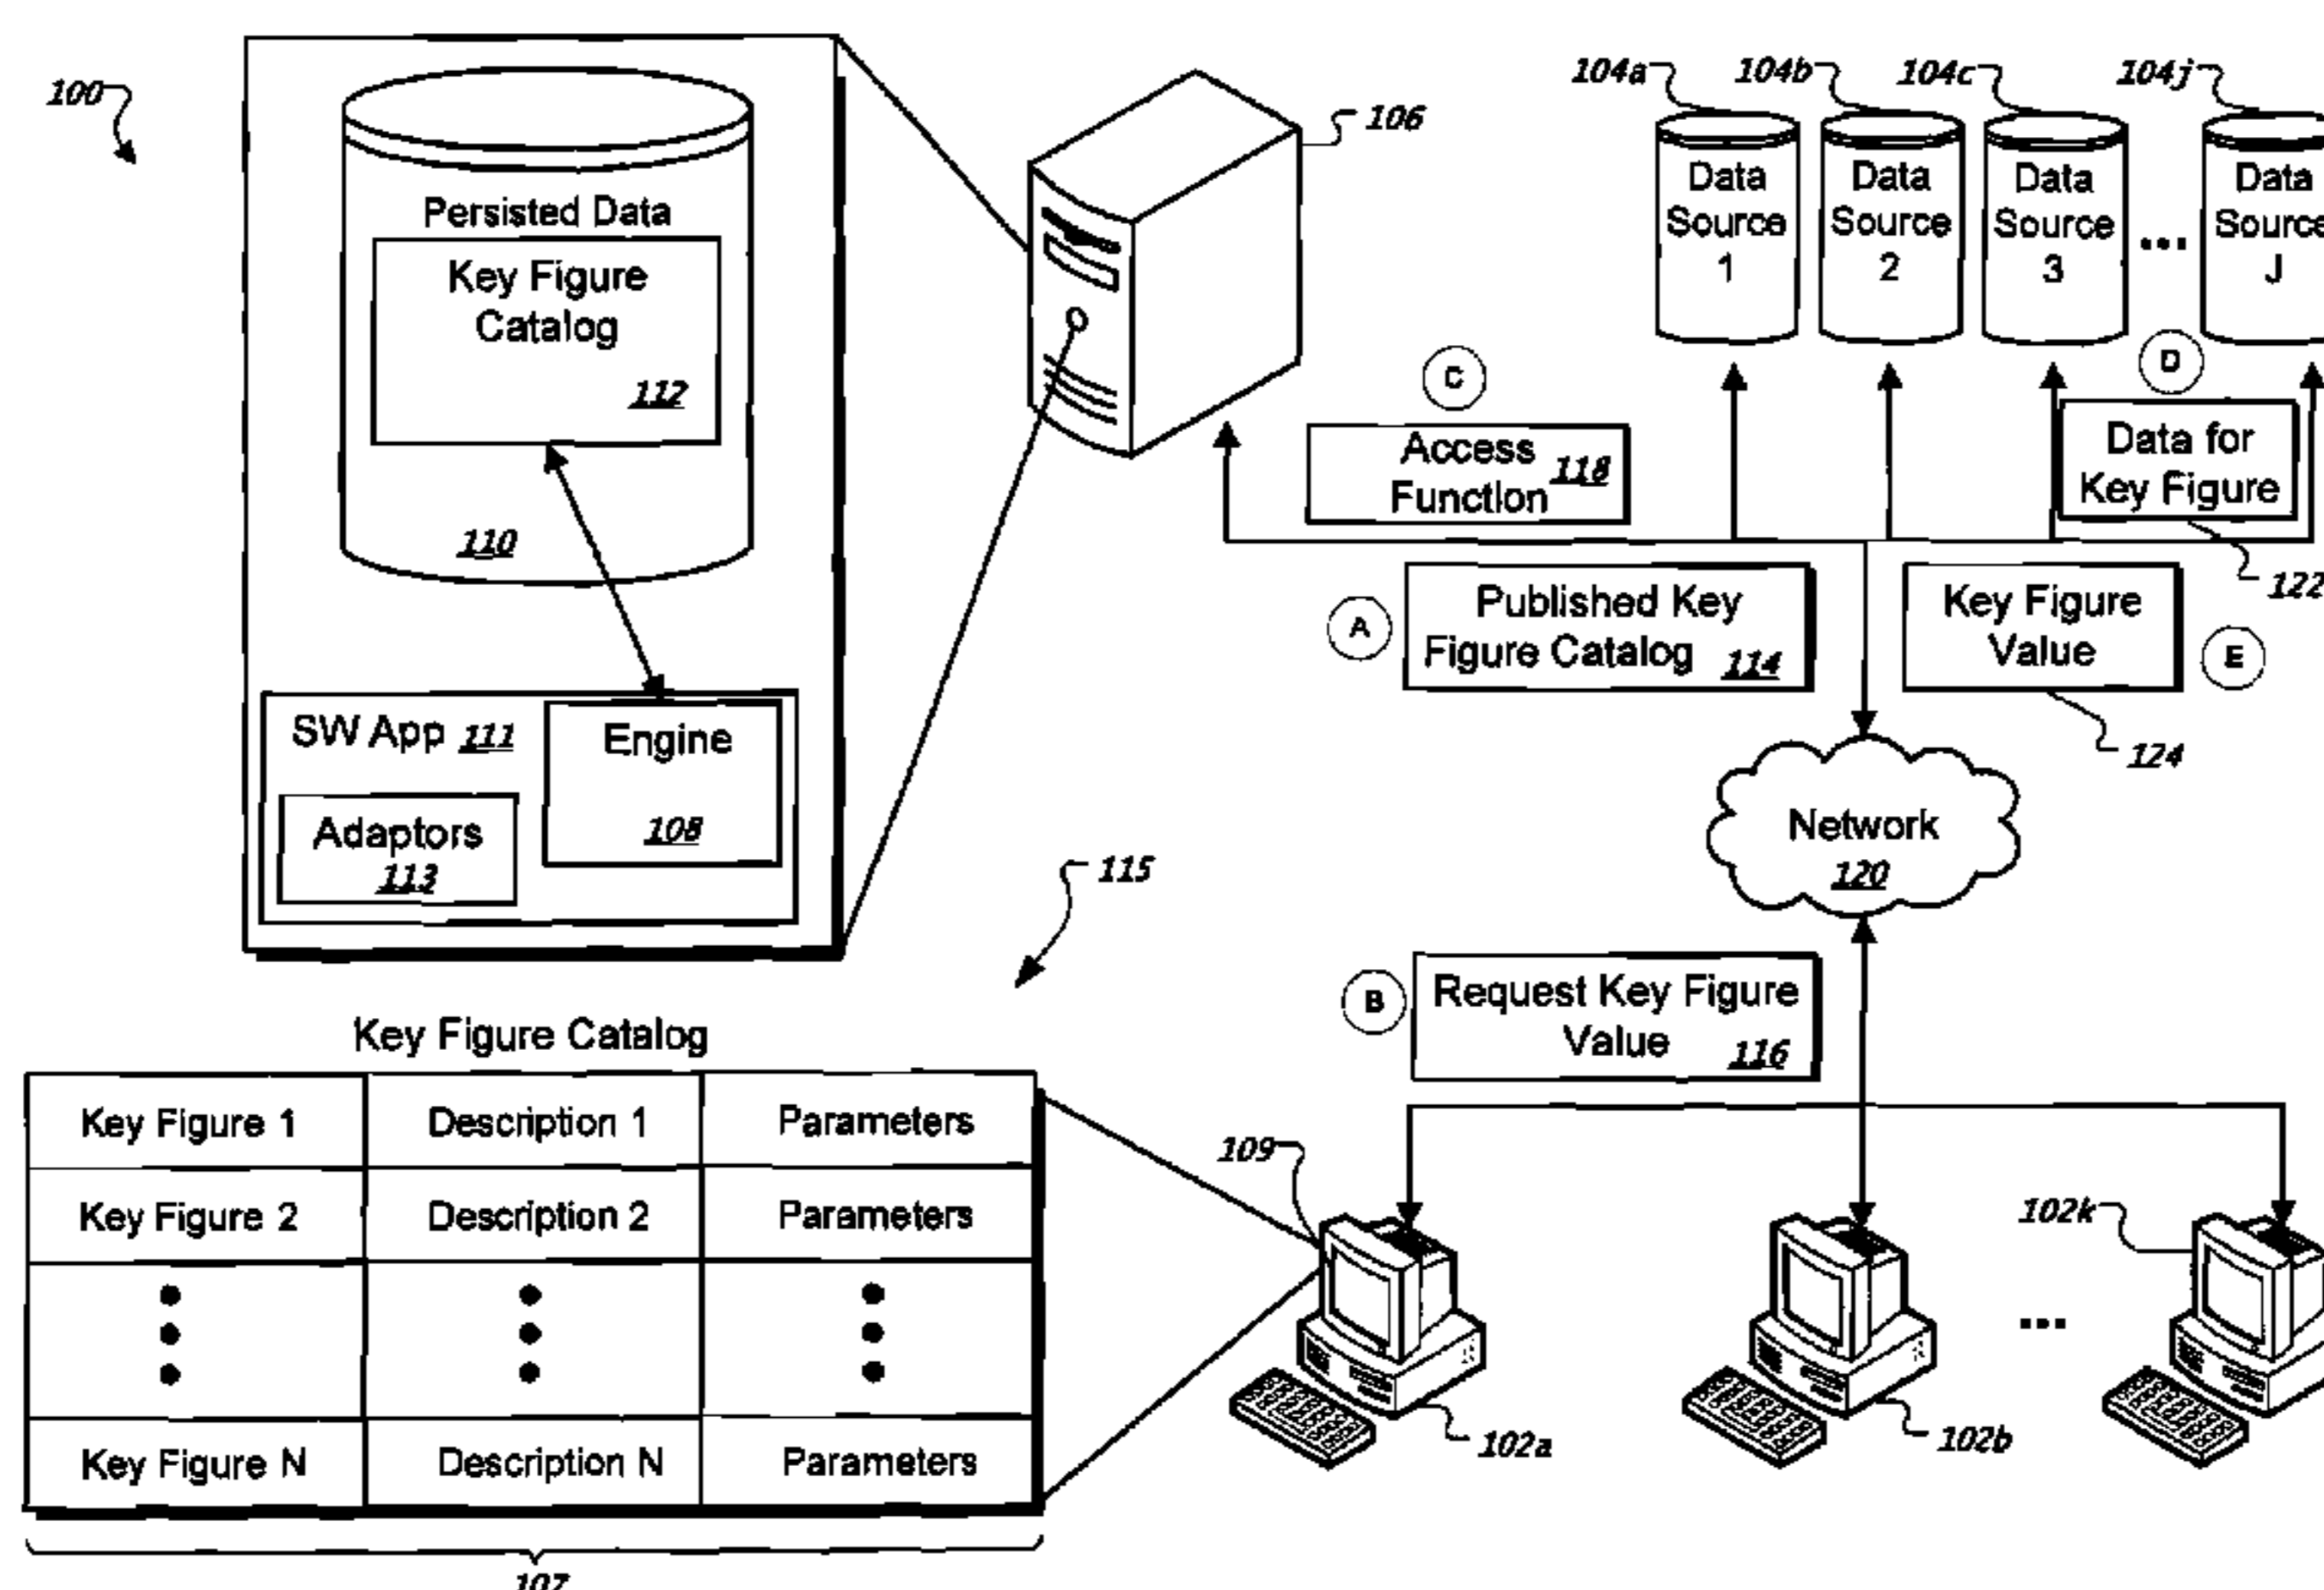 100
Persisted Data
Key Figure
Catalog
112
110
SW App 111
Engine
108
Adaptors
113
106
104a
104b
104c
104j
Data
Source
1
Data
Source
2
Data
Source
3
...
Data
Source
J
C
Access
Function 118
D
Data for
Key Figure
122
A
Published Key
Figure Catalog 114
Key Figure
Value
E
124
Network
120
115
B
Request Key Figure
Value 116
Key Figure Catalog
Key Figure 1 Description 1 Parameters
Key Figure 2 Description 2 Parameters
Key Figure N Description N Parameters
107
109
102a
102b
...
102k